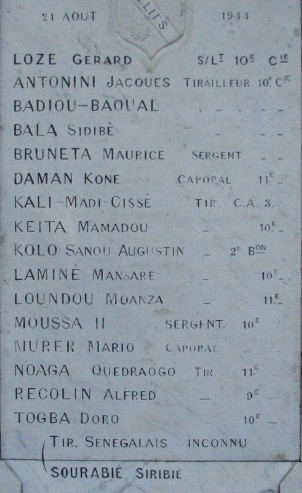 21 AOUT 1944
LOZE GERARD S/LT 10E CIE
ANTONINI JACQUES TIRAILLEUR 10E CIE
BADIOU-BAOUAL _ _ _
BALA SIDIBÉ _ _ _
BRUNETA MAURICE SERGENT _ _
DAMAN KONE CAPORAL 11E _
KALI-MADI-CISSÉ TIR. C.A. 3.
KEITA MAMADOU _ 10E _
KOLO SANOU AUGUSTIN _ 2E BON
LAMINÉ MANSARE _ 10E _
LOUNDOU MOANZA _ 11E _
MOUSSA II SERGENT 10E
MURER MARIO CAPORAL _ _
NOAGA QUEDRAOGO TIR 11E _
RECOLIN ALFRED _ 9E _
TOGBA DORO _ 10E _
TIR. SENEGALAIS INCONNU
SOURABIÉ SIRIBIÉ